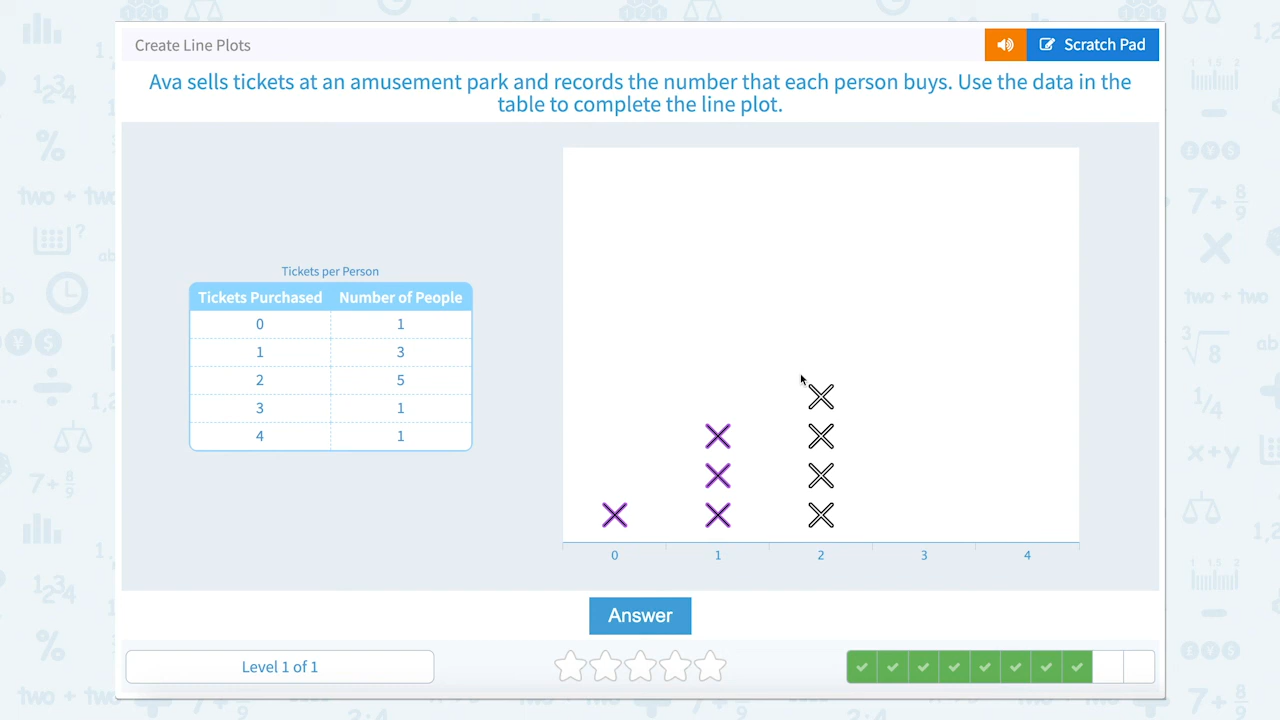 Create Line Plots
Scratch Pad
Ava sells tickets at an amusement park and records the number that each person buys. Use the data in the
table to complete the line plot.
Tickets per Person
Tickets Purchased Number of People
0 1
1 3
2 5
3 1
4 1
0 1 2 3 4
Answer
Level 1 of 1